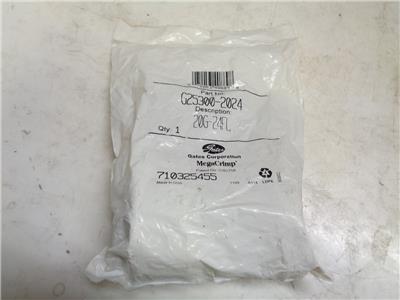 Part No:
G25300-2024
Description:
20G-24FL
Qty 1
Gates
Gates Corporation
MegaCrimp
710325455